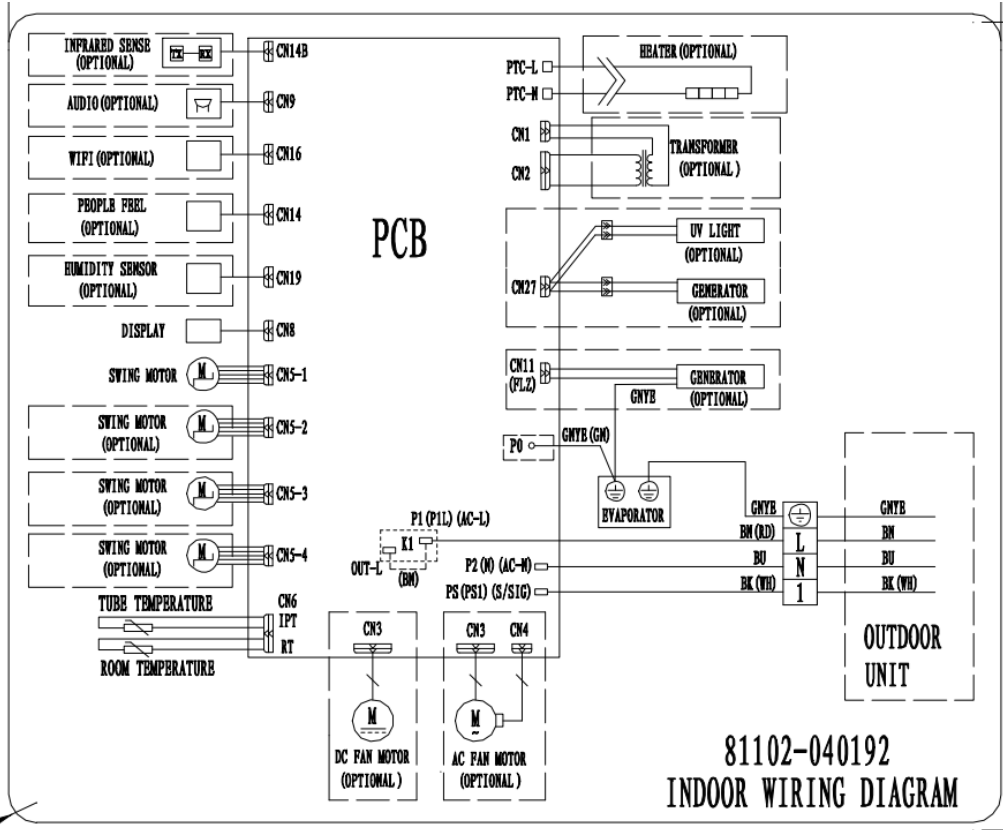 INFRARED SENSE
(OPTIONAL)
TX
RX
CN14B
AUDIO(OPTIONAL)
CN9
WIFI(OPTIONAL)
CN16
PEOPLE FEEL
(OPTIONAL)
CN14
HUMIDITY SENSOR
(OPTIONAL)
CN19
DISPLAY
CN8
SWING MOTOR
M
CN5-1
SWING MOTOR
(OPTIONAL)
M
CN5-2
SWING MOTOR
(OPTIONAL)
M
CN5-3
SWING MOTOR
(OPTIONAL)
M
CN5-4
TUBE TEMPERATURE
CN6
IPT
RT
ROOM TEMPERATURE
PCB
PTC-L
PTC-N
HEATER(OPTIONAL)
CN1
CN2
TRANSFORMER
(OPTIONAL )
CN27
UV LIGHT
(OPTIONAL)
GENERATOR
(OPTIONAL)
CN11
(FLZ)
GENERATOR
(OPTIONAL)
GNYE
P0
GNYE(GN)
EVAPORATOR
P1(P1L)(AC-L)
K1
OUT-L
(BN)
P2(N)(AC-N)
PS(PS1)(S/SIG)
GNYE
BN(RD)
BU
BK(WH)
L
N
1
GNYE
BN
BU
BK(WH)
OUTDOOR
UNIT
CN3
M
DC FAN MOTOR
(OPTIONAL )
CN3
CN4
M
~
AC FAN MOTOR
(OPTIONAL )
81102-040192
INDOOR WIRING DIAGRAM